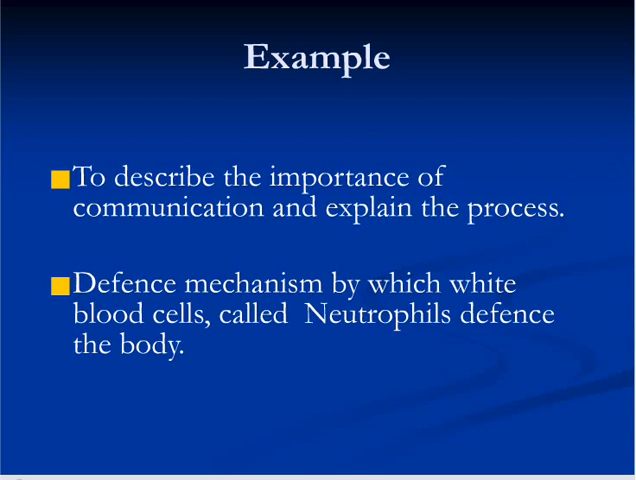 Example
To describe the importance of
communication and explain the process.
Defence mechanism by which white
blood cells, called Neutrophils defence
the body.